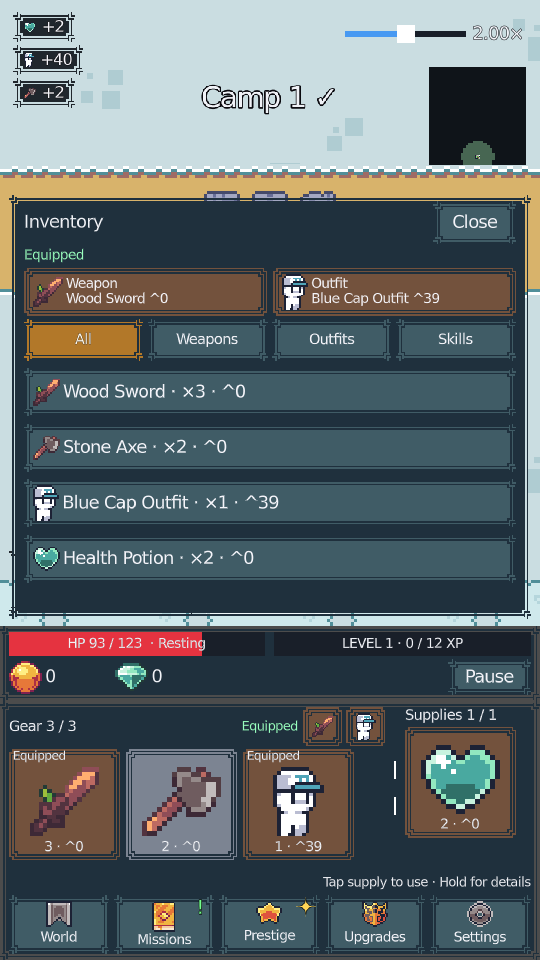 +2
+40
+2
2.00×
Camp 1 ✓
Inventory
Close
Equipped
Weapon
Wood Sword ^0
Outfit
Blue Cap Outfit ^39
All
Weapons
Outfits
Skills
Wood Sword · ×3 · ^0
Stone Axe · ×2 · ^0
Blue Cap Outfit · ×1 · ^39
Health Potion · ×2 · ^0
HP 93 / 123 · Resting
LEVEL 1 · 0 / 12 XP
0
0
Pause
Gear 3 / 3
Equipped
Supplies 1 / 1
Equipped
3 · ^0
2 · ^0
Equipped
1 · ^39
2 · ^0
Tap supply to use · Hold for details
World
Missions
!
Prestige
Upgrades
Settings